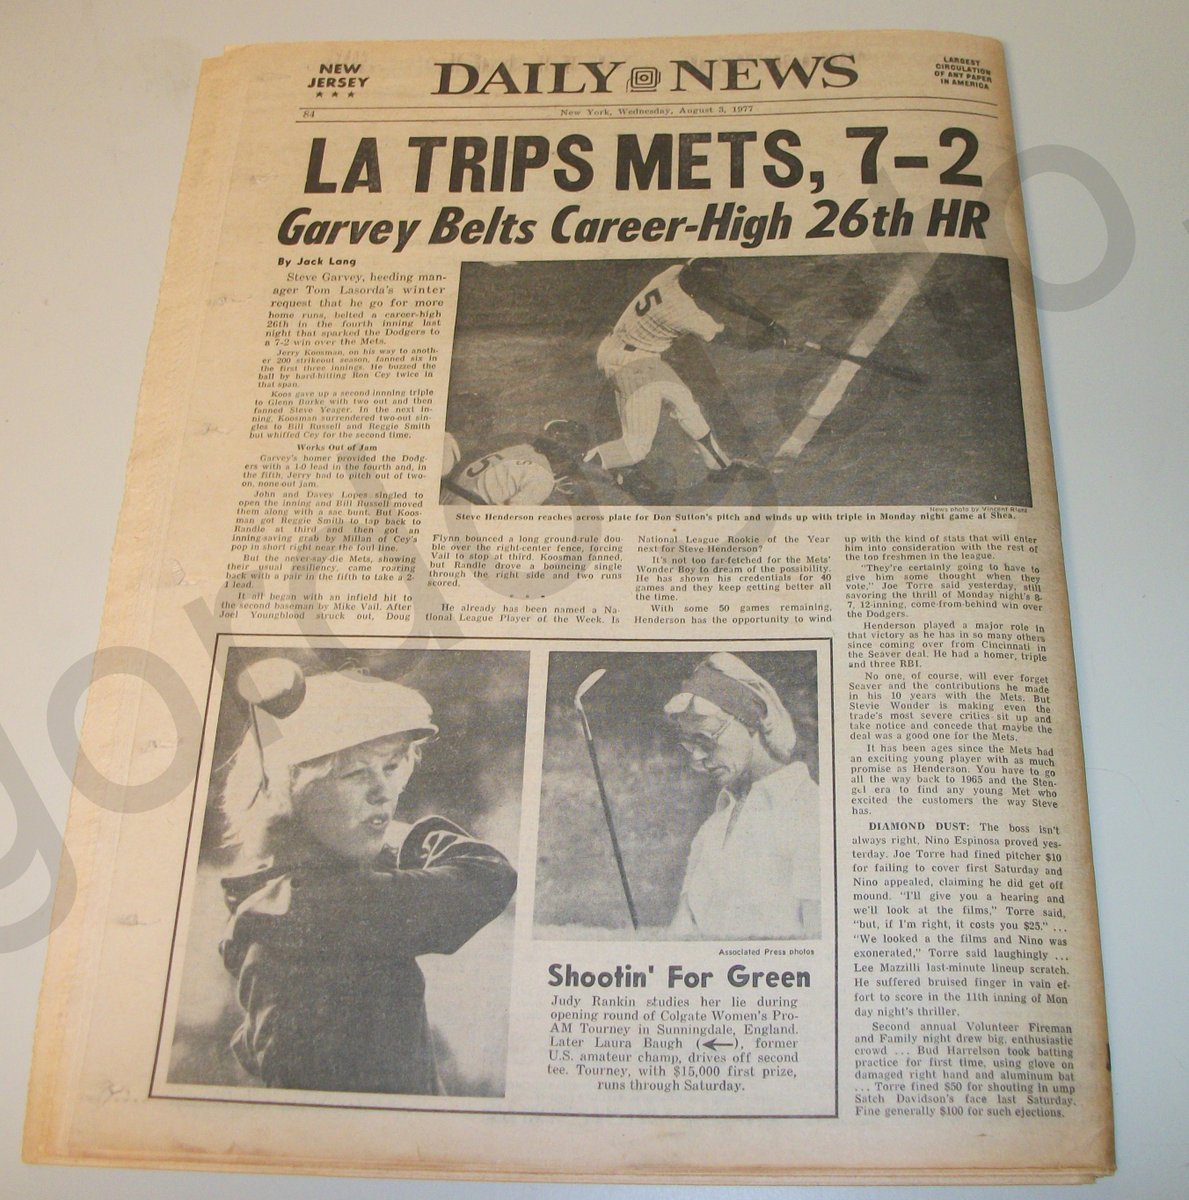 NEW
JERSEY
★ ★ ★
DAILY NEWS
LARGEST
CIRCULATION
OF ANY PAPER
IN AMERICA
84
New York, Wednesday, August 3, 1977
LA TRIPS METS, 7-2
Garvey Belts Career-High 26th HR
By Jack Lang
Steve Garvey, heeding man-
ager Tom Lasorda's winter
request that he go for more
home runs, belted a career-high
26th in the fourth inning last
night that sparked the Dodgers to
a 7-2 win over the Mets.
Jerry Koosman, on his way to anoth-
er 200 strikeout season, fanned six in
the first three innings. He buzzed the
ball by hard-hitting Ron Cey twice in
that span.
Koos gave up a second inning triple
to Glenn Burke with two out and then
fanned Steve Yeager. In the next in-
ning, Koosman surrendered two-out sin-
gles to Bill Russell and Reggie Smith
but whiffed Cey for the second time.
Works Out of Jam
Garvey's homer provided the Dodg-
ers with a 1-0 lead in the fourth and, in
the fifth, Jerry had to pitch out of two-
on, none-out jam.
John and Davey Lopes singled to
open the inning and Bill Russell moved
them along with a sac bunt. But Koos-
man got Reggie Smith to tap back to
Randle at third and then got an
inning-saving grab by Millan of Cey's
pop in short right near the foul line.
But the never-say-die Mets, showing
their usual resiliency, came roaring
back with a pair in the fifth to take a 2-
1 lead.
It all began with an infield hit to
the second baseman by Mike Vail. After
Joel Youngblood struck out, Doug
News photo by Vincent Riehl
Steve Henderson reaches across plate for Don Sutton's pitch and winds up with triple in Monday night game at Shea.
Flynn bounced a long ground-rule dou-
ble over the right-center fence, forcing
Vail to stop at third. Koosman fanned,
but Randle drove a bouncing single
through the right side and two runs
scored.
* * *
He already has been named a Na-
tional League Player of the Week. Is
National League Rookie of the Year
next for Steve Henderson?
It's not too far-fetched for the Mets'
Wonder Boy to dream of the possibility.
He has shown his credentials for 40
games and they keep getting better all
the time.
With some 50 games remaining,
Henderson has the opportunity to wind
up with the kind of stats that will enter
him into consideration with the rest of
the top freshmen in the league.
"They're certainly going to have to
give him some thought when they
vote," Joe Torre said yesterday, still
savoring the thrill of Monday night's 8-
7, 12-inning, come-from-behind win over
the Dodgers.
Henderson played a major role in
that victory as he has in so many others
since coming over from Cincinnati in
the Seaver deal. He had a homer, triple
and three RBI.
No one, of course, will ever forget
Seaver and the contributions he made
in his 10 years with the Mets. But
Stevie Wonder is making even the
trade's most severe critics sit up and
take notice and concede that maybe the
deal was a good one for the Mets.
It has been ages since the Mets had
an exciting young player with as much
promise as Henderson. You have to go
all the way back to 1965 and the Sten-
gel era to find any young Met who
excited the customers the way Steve
has.
DIAMOND DUST: The boss isn't
always right, Nino Espinosa proved yes-
terday. Joe Torre had fined pitcher $10
for failing to cover first Saturday and
Nino appealed, claiming he did get off
mound. "I'll give you a hearing and
we'll look at the films," Torre said,
"but, if I'm right, it costs you $25." ...
"We looked a the films and Nino was
exonerated," Torre said laughingly ...
Lee Mazzilli last-minute lineup scratch.
He suffered bruised finger in vain ef-
fort to score in the 11th inning of Mon
day night's thriller.
Second annual Volunteer Fireman
and Family night drew big, enthusiastic
crowd ... Bud Harrelson took batting
practice for first time, using glove on
damaged right hand and aluminum bat
... Torre fined $50 for shouting in ump
Satch Davidson's face last Saturday.
Fine generally $100 for such ejections.
Associated Press photos
Shootin' For Green
Judy Rankin studies her lie during
opening round of Colgate Women's Pro-
AM Tourney in Sunningdale, England.
Later Laura Baugh (←), former
U.S. amateur champ, drives off second
tee. Tourney, with $15,000 first prize,
runs through Saturday.
5
5